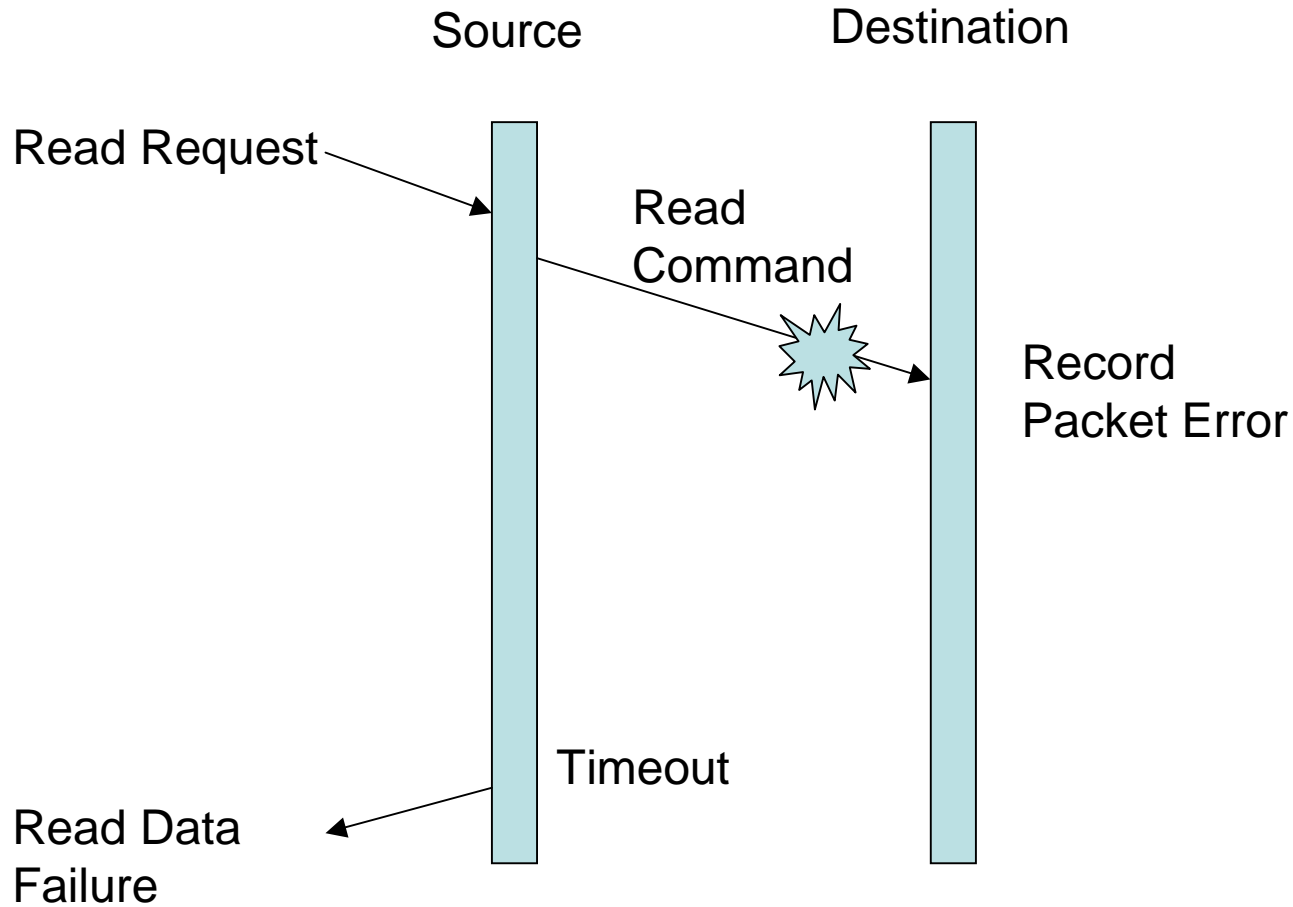 Source
Destination
Read Request
Read
Command
Record
Packet Error
Timeout
Read Data
Failure